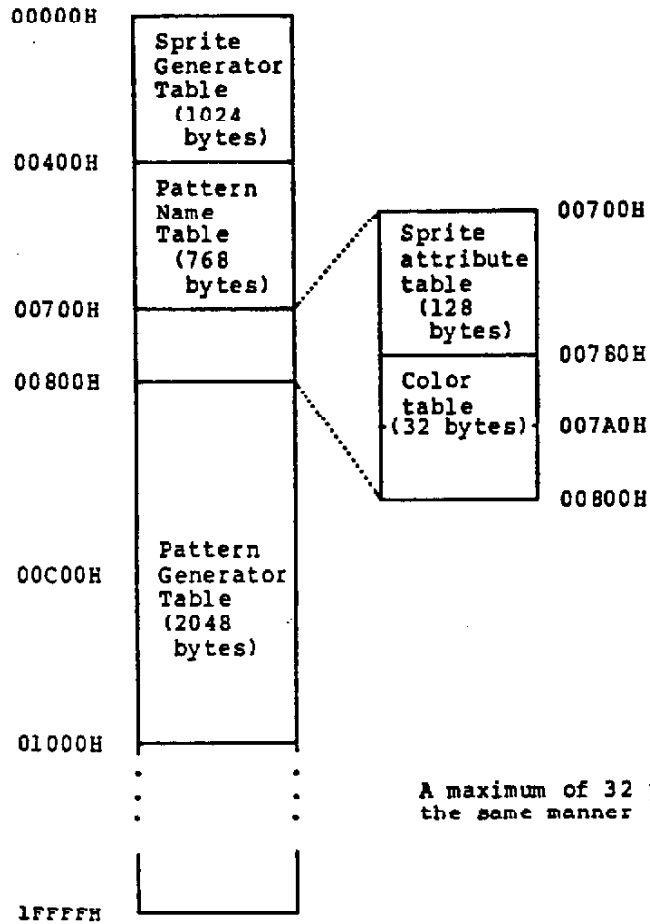 00000H
Sprite
Generator
Table
(1024
bytes)
00400H
Pattern
Name
Table
(768
bytes)
00700H
00800H
Pattern
Generator
Table
(2048
bytes)
00C00H
01000H
1FFFFH
00700H
Sprite
attribute
table
(128
bytes)
00780H
Color
table
(32 bytes)
007A0H
00800H
A maximum of 32
the same manner